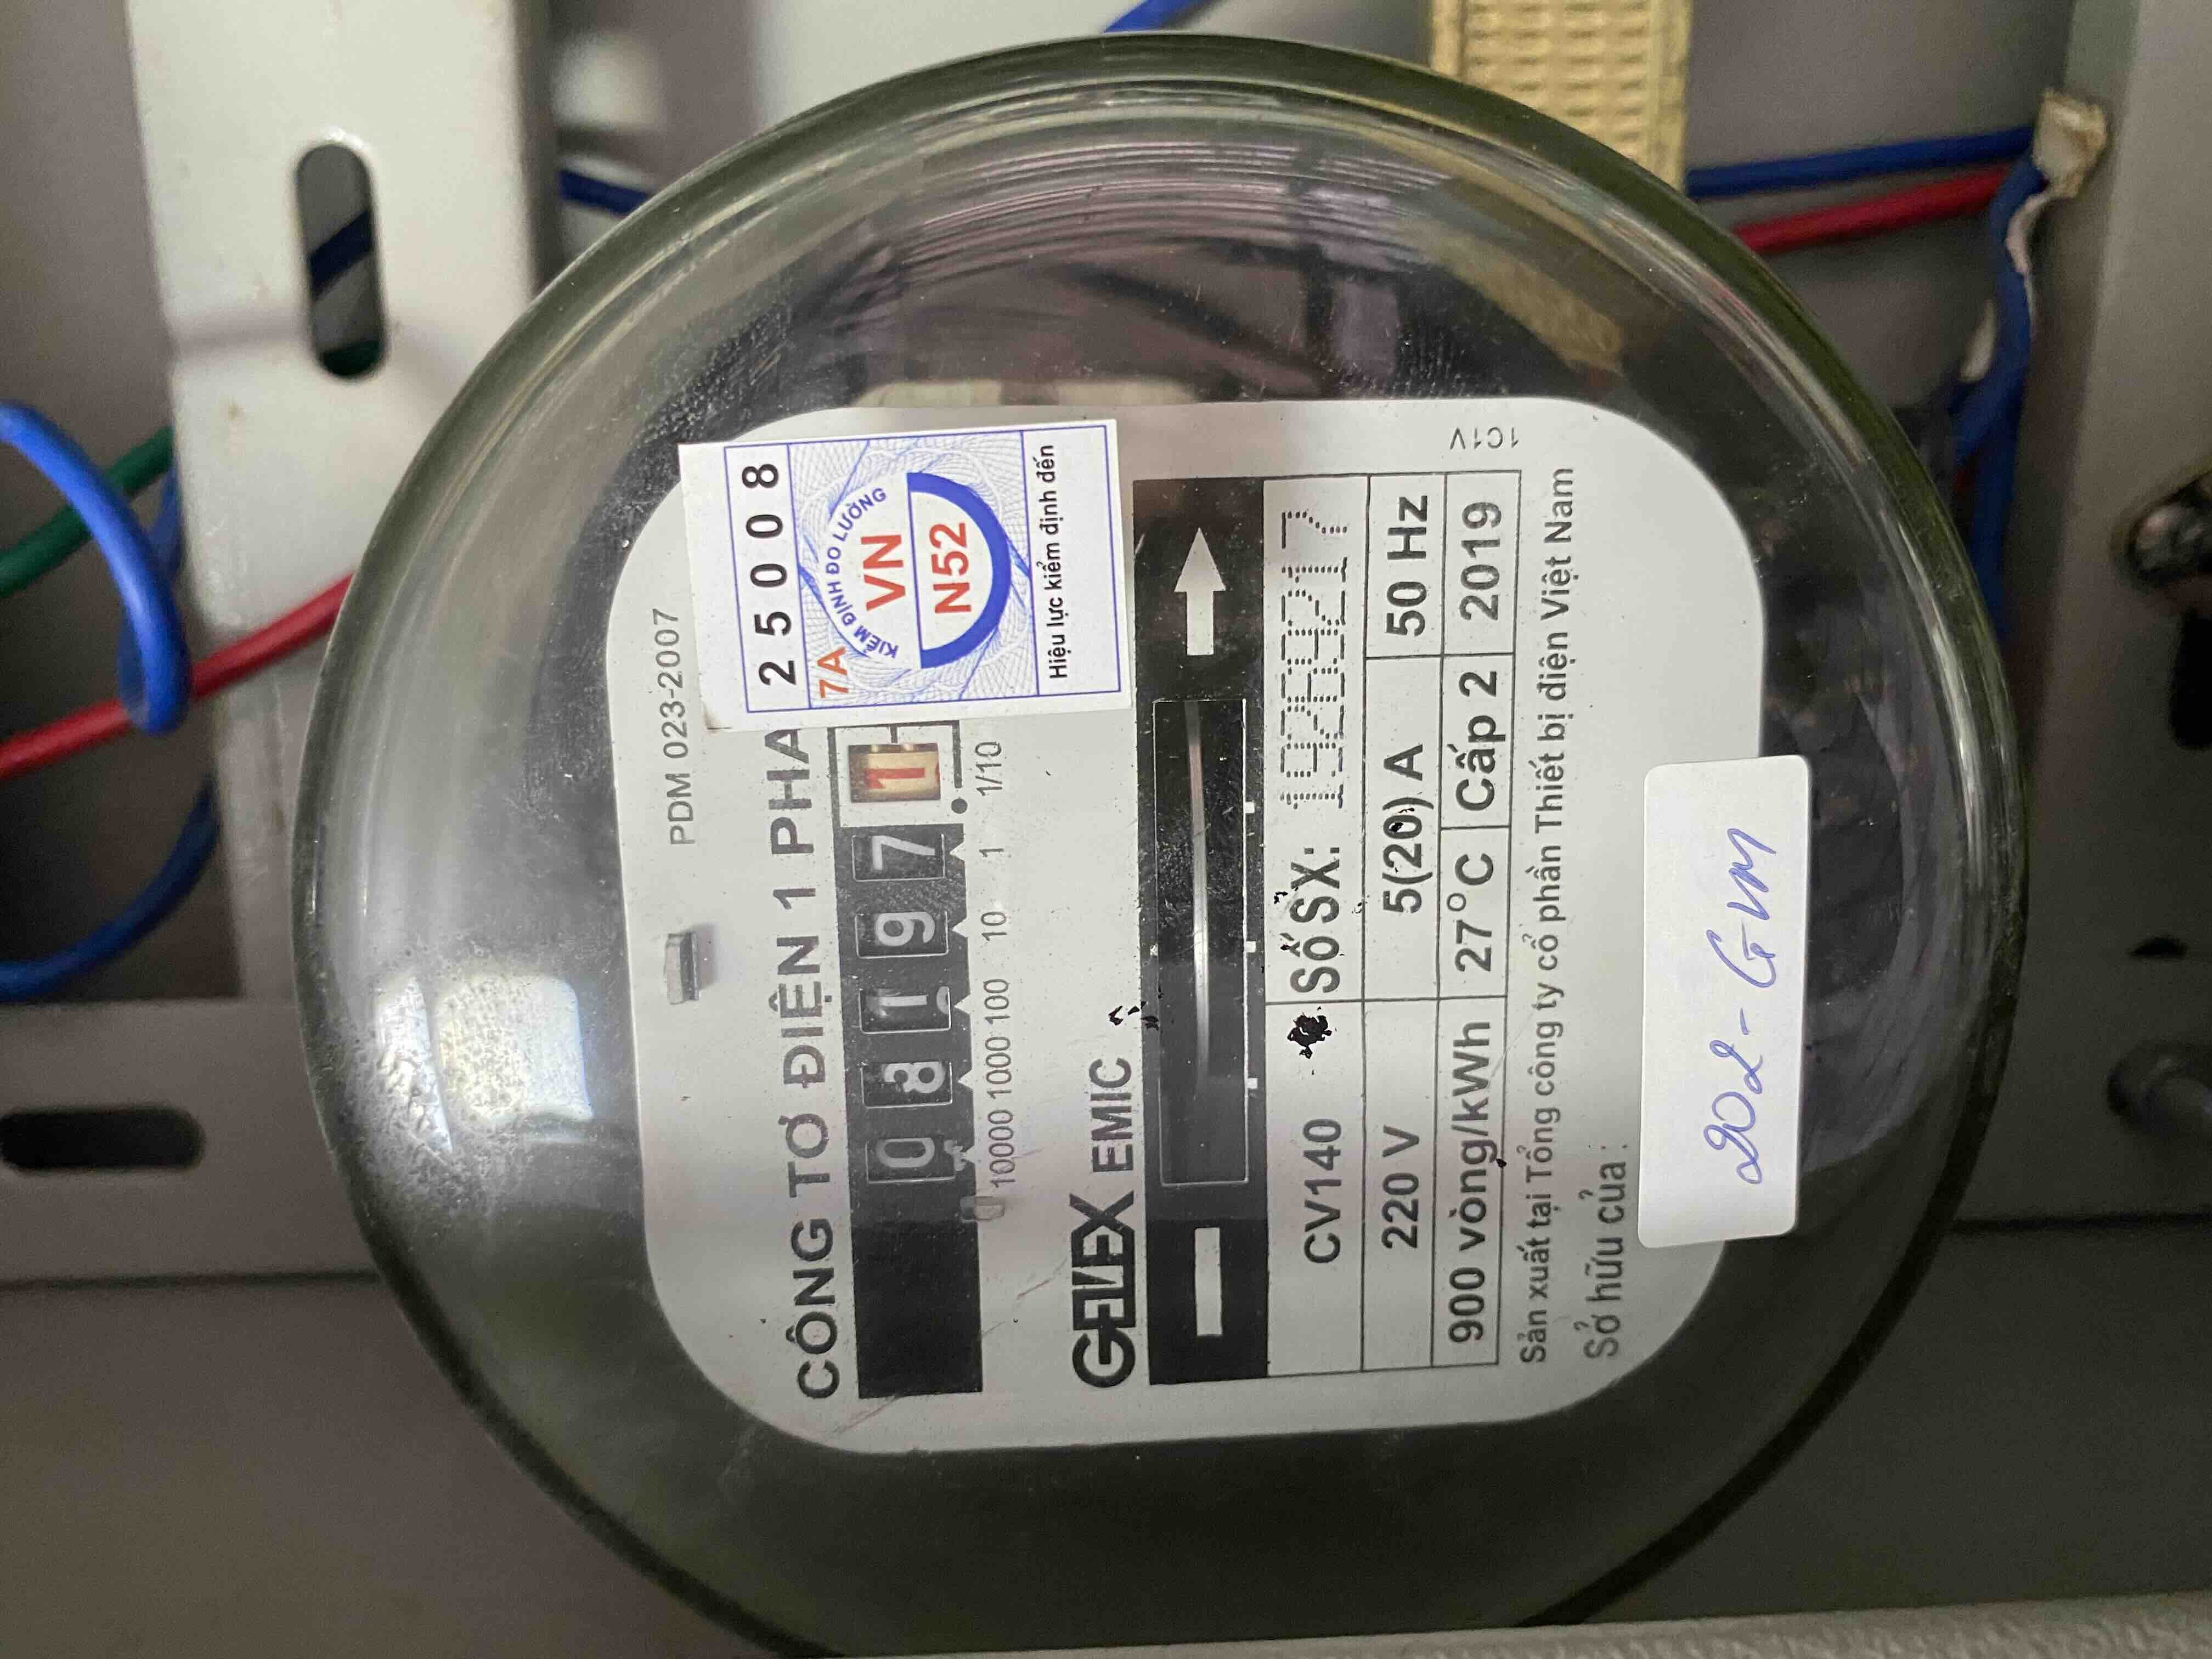 PDM 023-2007
CÔNG TƠ ĐIỆN 1 PHA
2 5 0 0 8
7A
KIỂM ĐỊNH ĐO LƯỜNG
VN
N52
Hiệu lực kiểm định đến
0 8 1 9 7 1
10000 1000 100 10 1 1/10
GELEX EMIC
CV140 Số SX:
220 V 5(20) A 50 Hz
900 vòng/kWh 27°C Cấp 2 2019
1C1V
Sản xuất tại Tổng công ty cổ phần Thiết bị điện Việt Nam
Sở hữu của:
202 - GVM